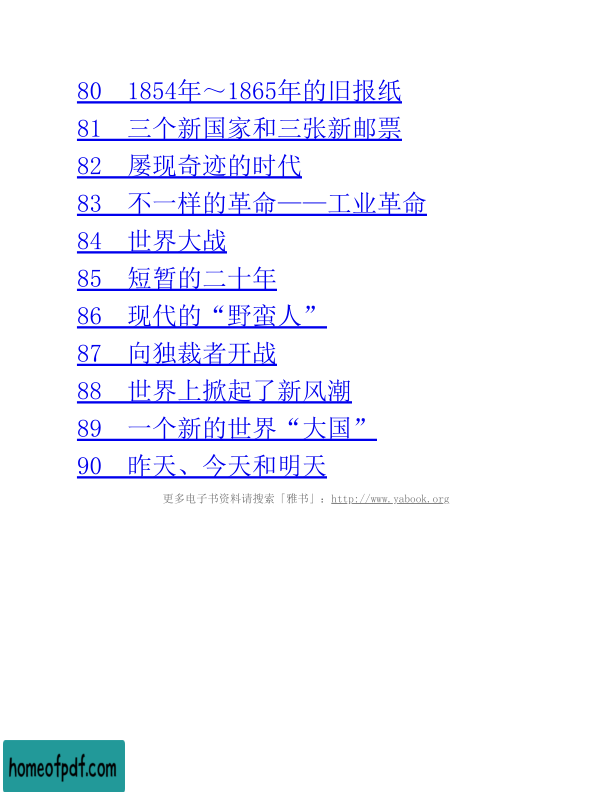 80 1854年～1865年的旧报纸
81 三个新国家和三张新邮票
82 屡现奇迹的时代
83 不一样的革命——工业革命
84 世界大战
85 短暂的二十年
86 现代的“野蛮人”
87 向独裁者开战
88 世界上掀起了新风潮
89 一个新的世界“大国”
90 昨天、今天和明天
更多电子书资料请搜索「雅书」：http://www.yabook.org
homeofpdf.com